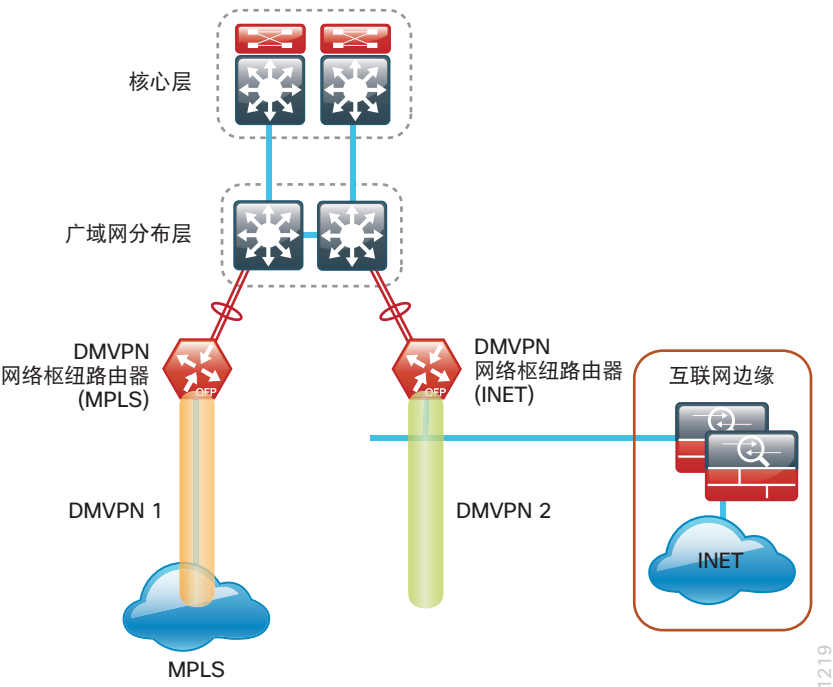 核心层
广域网分布层
DMVPN
网络枢纽路由器
(MPLS)
QFP
DMVPN
网络枢纽路由器
(INET)
QFP
互联网边缘
DMVPN 1
DMVPN 2
INET
MPLS
1219